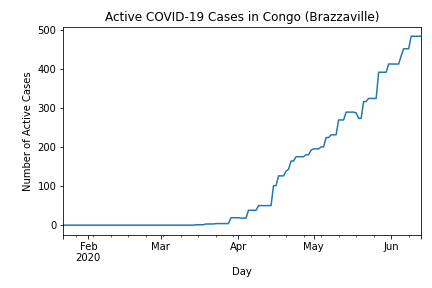 Active COVID-19 Cases in Congo (Brazzaville)
500
400
300
200
100
0
Number of Active Cases
Feb Mar Apr May Jun
2020
Day